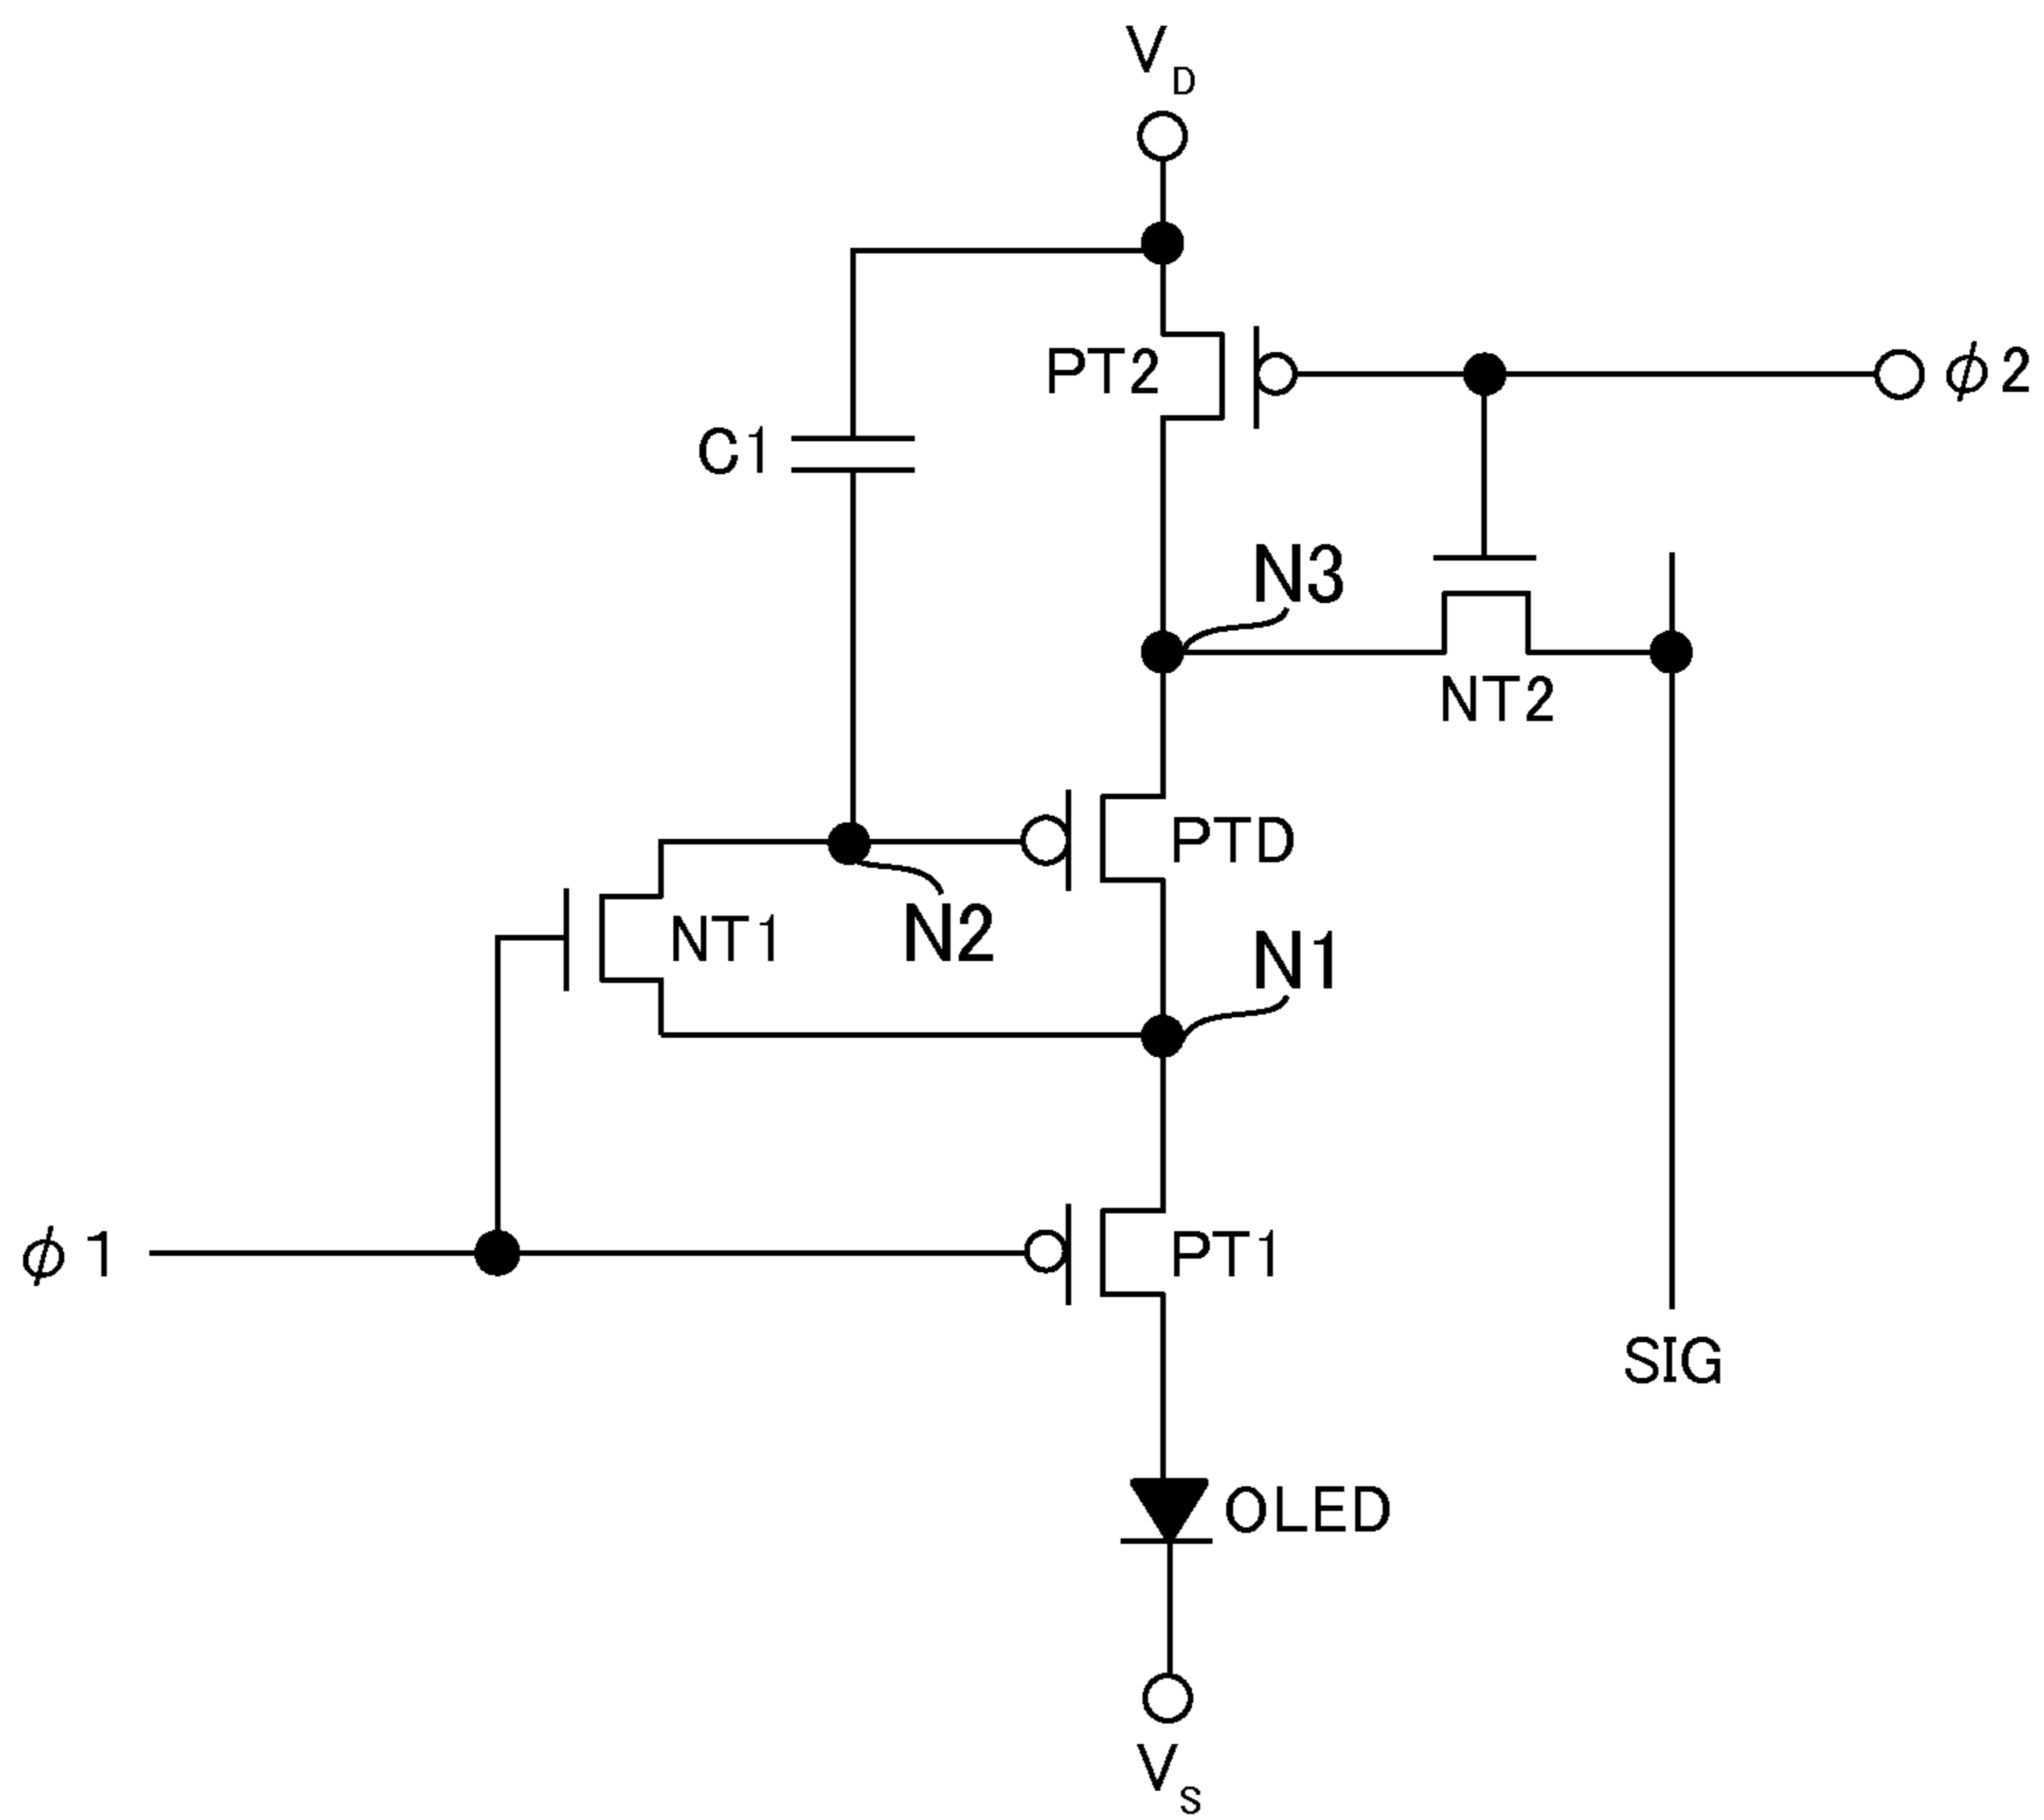 VD
PT2
φ2
C1
N3
NT2
PTD
NT1
N2
N1
φ1
PT1
SIG
OLED
VS